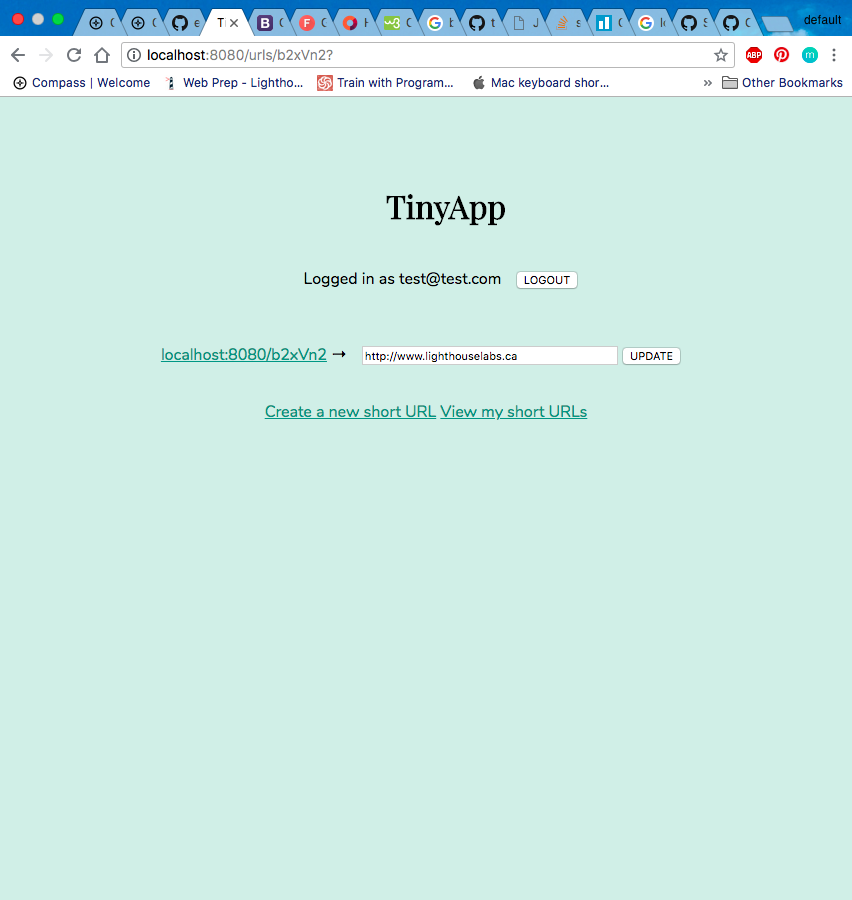 default
localhost:8080/urls/b2xVn2?
ABP
m
Compass | Welcome Web Prep - Lightho... Train with Program... Mac keyboard shor... » Other Bookmarks
TinyApp
Logged in as test@test.com LOGOUT
localhost:8080/b2xVn2 → http://www.lighthouselabs.ca UPDATE
Create a new short URL View my short URLs